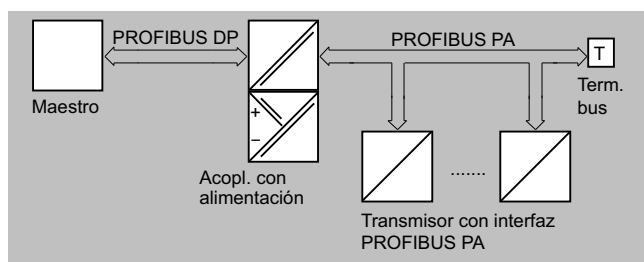 PROFIBUS DP
PROFIBUS PA
T
Maestro
Term.
bus
+
–
Acopl. con
alimentación
.......
Transmisor con interfaz
PROFIBUS PA